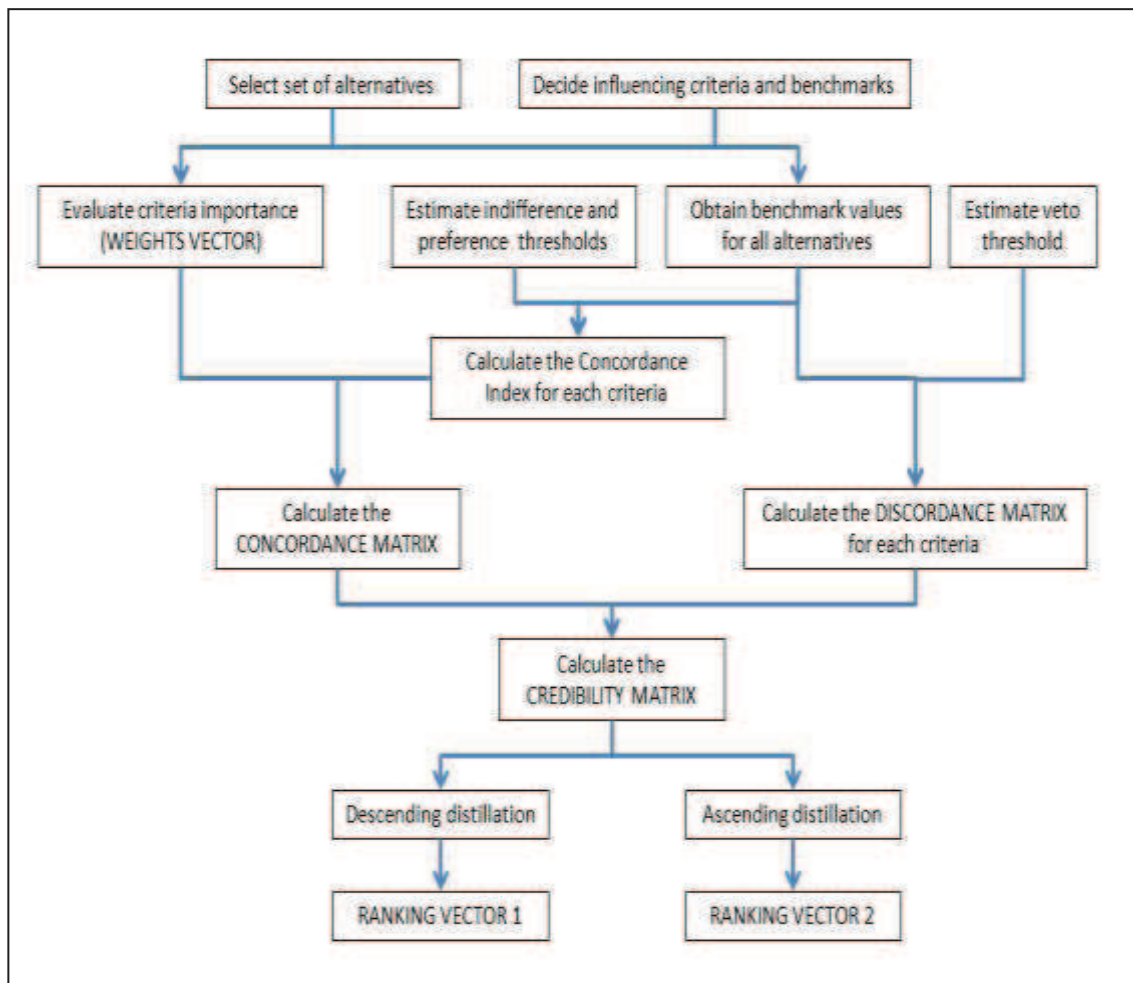 Select set of alternatives
Decide influencing criteria and benchmarks
Evaluate criteria importance
(WEIGHTS VECTOR)
Estimate indifference and
preference thresholds
Obtain benchmark values
for all alternatives
Estimate veto
threshold
Calculate the Concordance
Index for each criteria
Calculate the
CONCORDANCE MATRIX
Calculate the DISCORDANCE MATRIX
for each criteria
Calculate the
CREDIBILITY MATRIX
Descending distillation
Ascending distillation
RANKING VECTOR 1
RANKING VECTOR 2